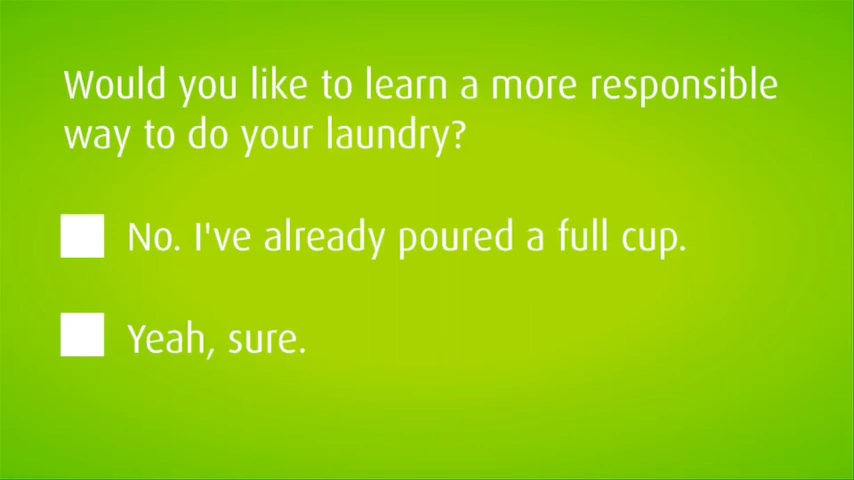 Would you like to learn a more responsible
way to do your laundry?
No. I've already poured a full cup.
Yeah, sure.